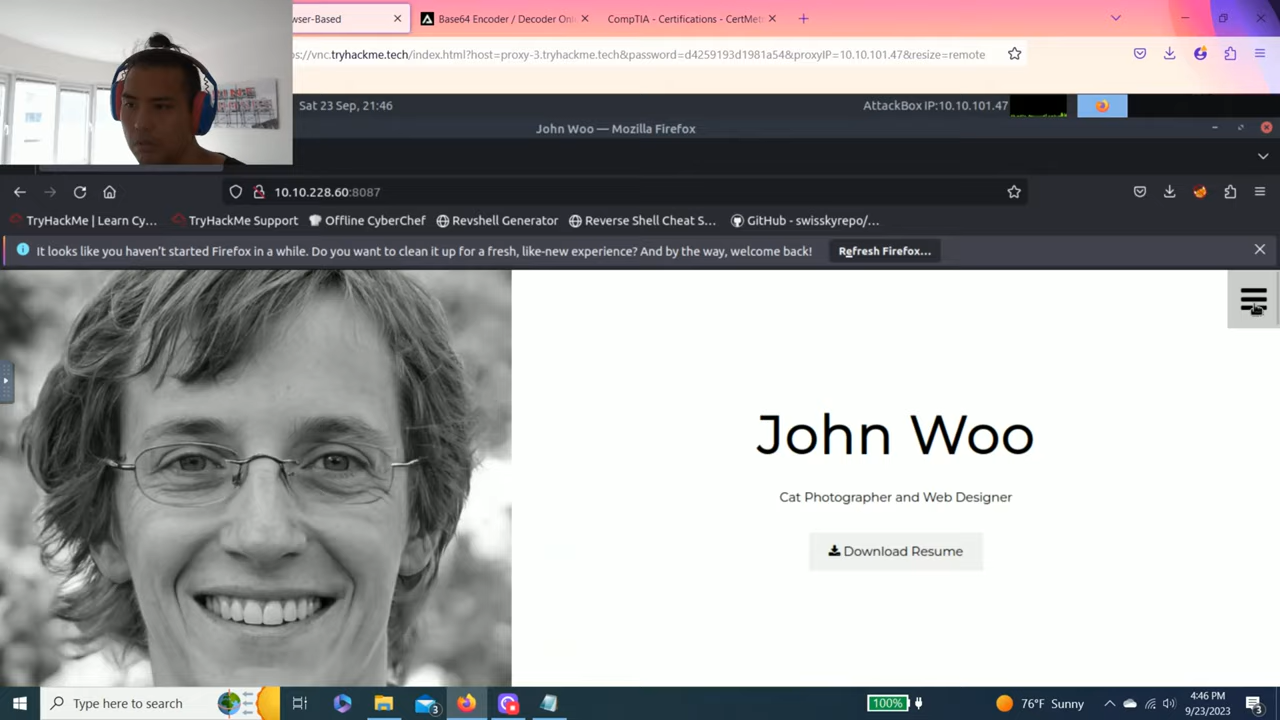 wser-Based
Base64 Encoder / Decoder Onl
CompTIA - Certifications - CertMet
ps://vnc.tryhackme.tech/index.html?host=proxy-3.tryhackme.tech&password=d4259193d1981a54&proxyIP=10.10.101.47&resize=remote
Sat 23 Sep, 21:46
AttackBox IP:10.10.101.47
John Woo — Mozilla Firefox
10.10.228.60:8087
TryHackMe | Learn Cy...
TryHackMe Support
Offline CyberChef
Revshell Generator
Reverse Shell Cheat S...
GitHub - swisskyrepo/...
It looks like you haven't started Firefox in a while. Do you want to clean it up for a fresh, like-new experience? And by the way, welcome back!
Refresh Firefox...
John Woo
Cat Photographer and Web Designer
Download Resume
Type here to search
3
100%
76°F Sunny
4:46 PM
9/23/2023
3